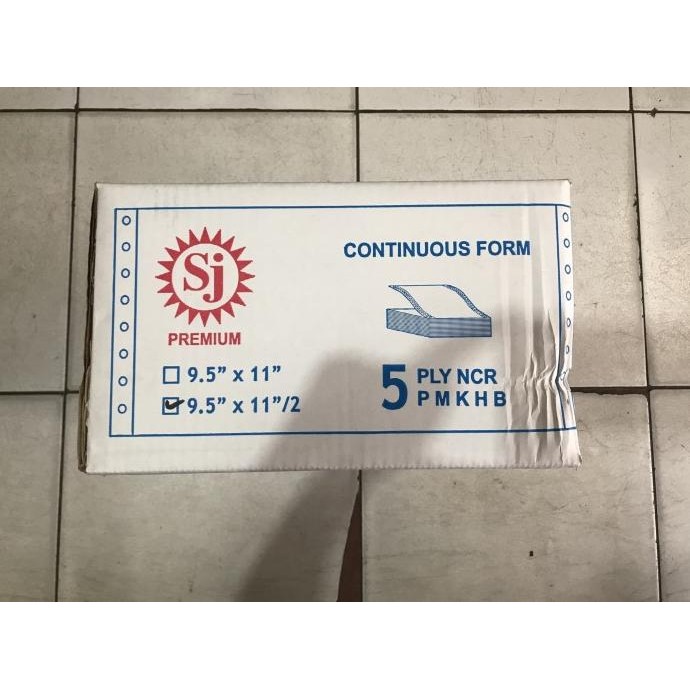 Sj
PREMIUM
CONTINUOUS FORM
9.5” x 11”
9.5” x 11”/2
5 PLY NCR
P M K H B